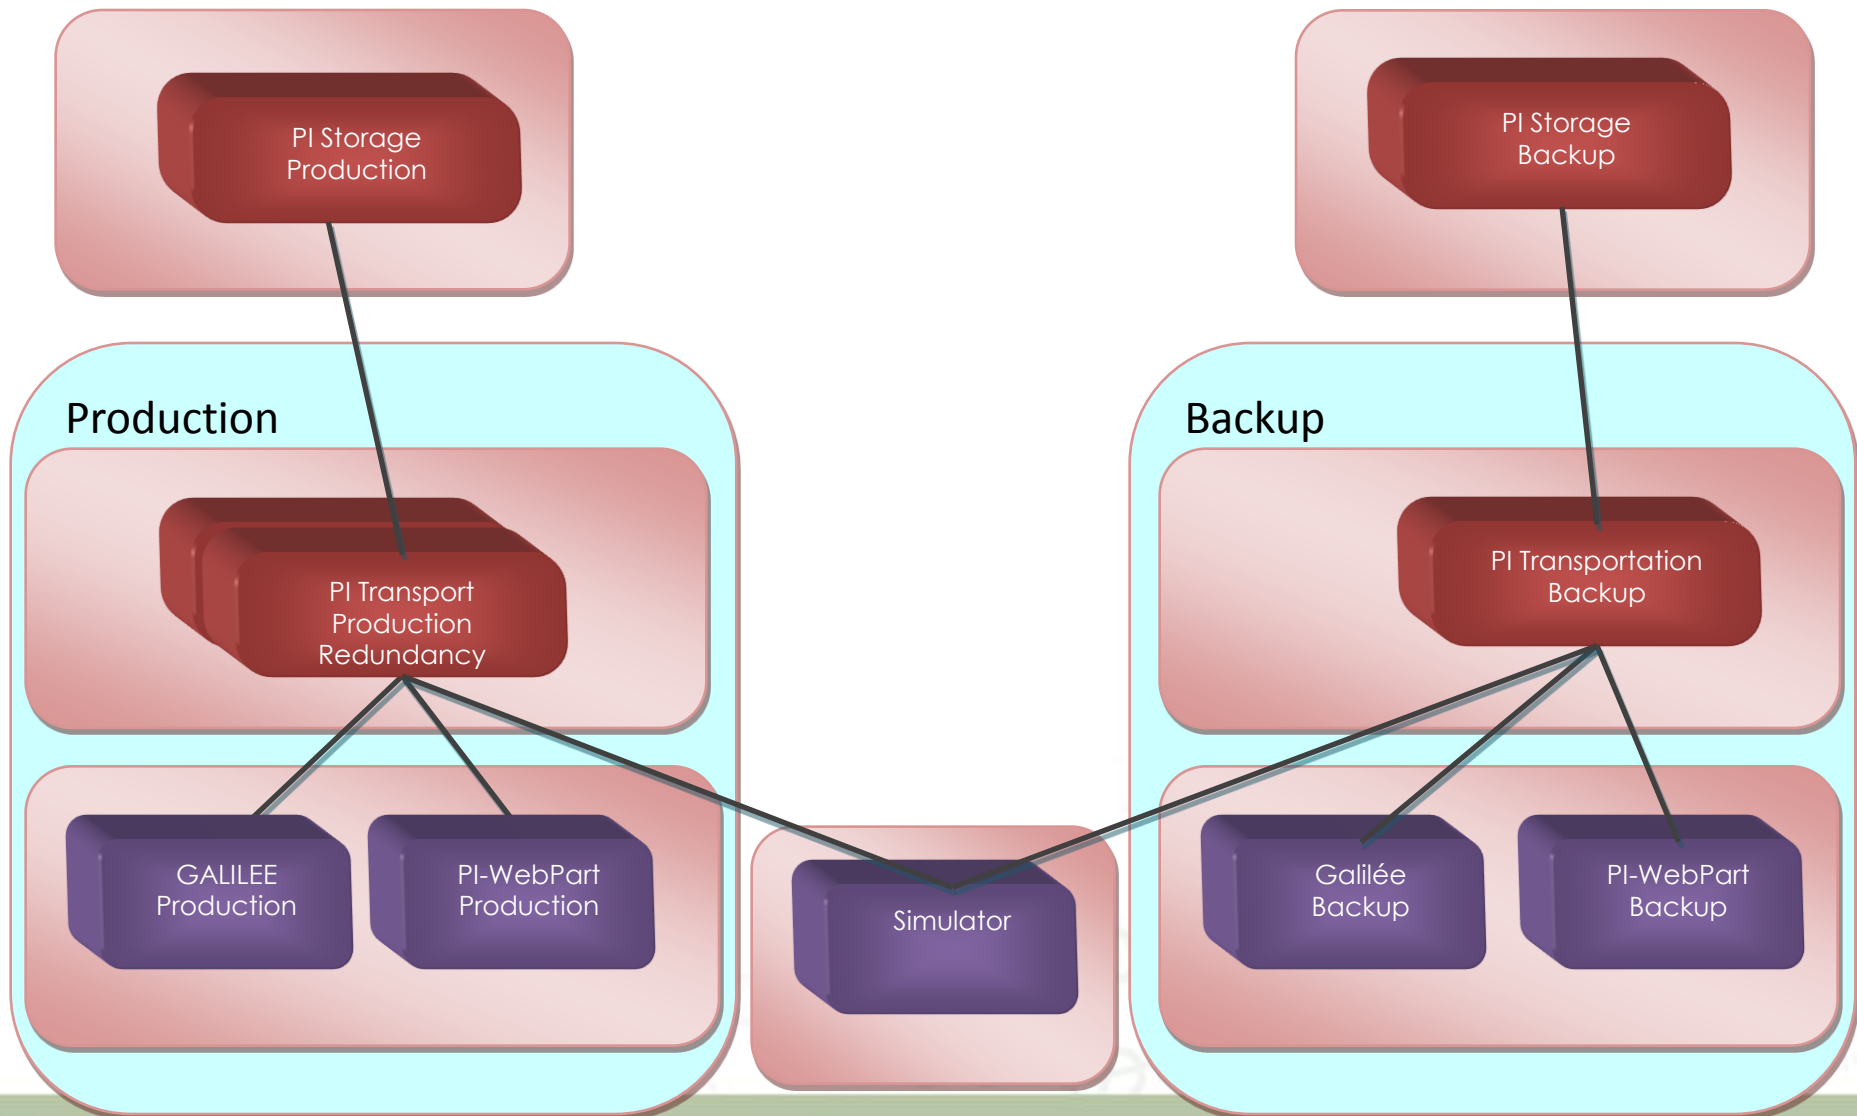 PI Storage
Production
PI Storage
Backup
Production
Backup
PI Transport
Production
Redundancy
PI Transportation
Backup
GALILEE
Production
PI-WebPart
Production
Simulator
Galilée
Backup
PI-WebPart
Backup